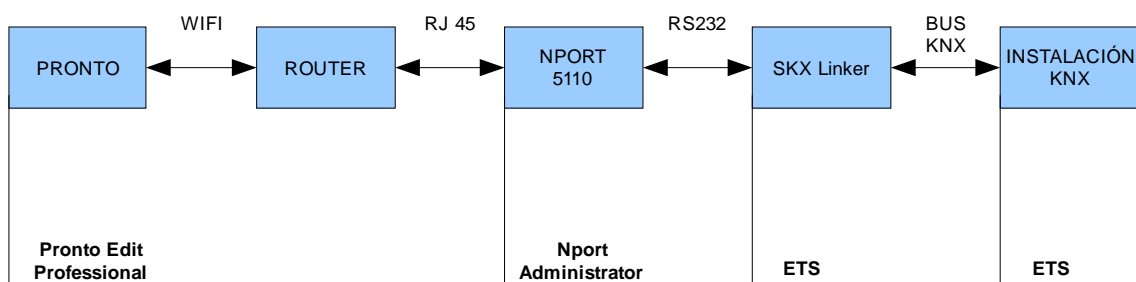 WIFI
RJ 45
RS232
BUS
KNX
PRONTO
ROUTER
NPORT
5110
SKX Linker
INSTALACIÓN
KNX
Pronto Edit
Professional
Nport
Administrator
ETS
ETS